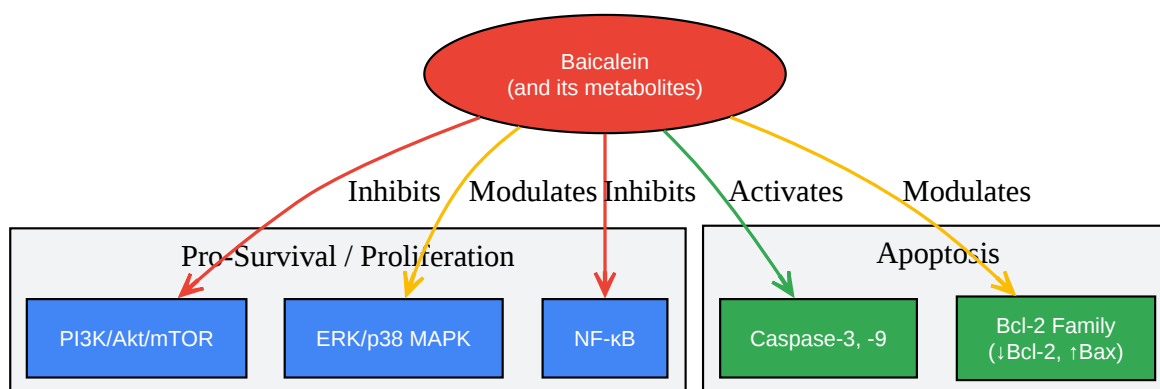 Baicalein
(and its metabolites)
Inhibits
Modulates
Inhibits
Activates
Modulates
Pro-Survival / Proliferation
Apoptosis
PI3K/Akt/mTOR
ERK/p38 MAPK
NF-κB
Caspase-3, -9
Bcl-2 Family
(↓Bcl-2, ↑Bax)